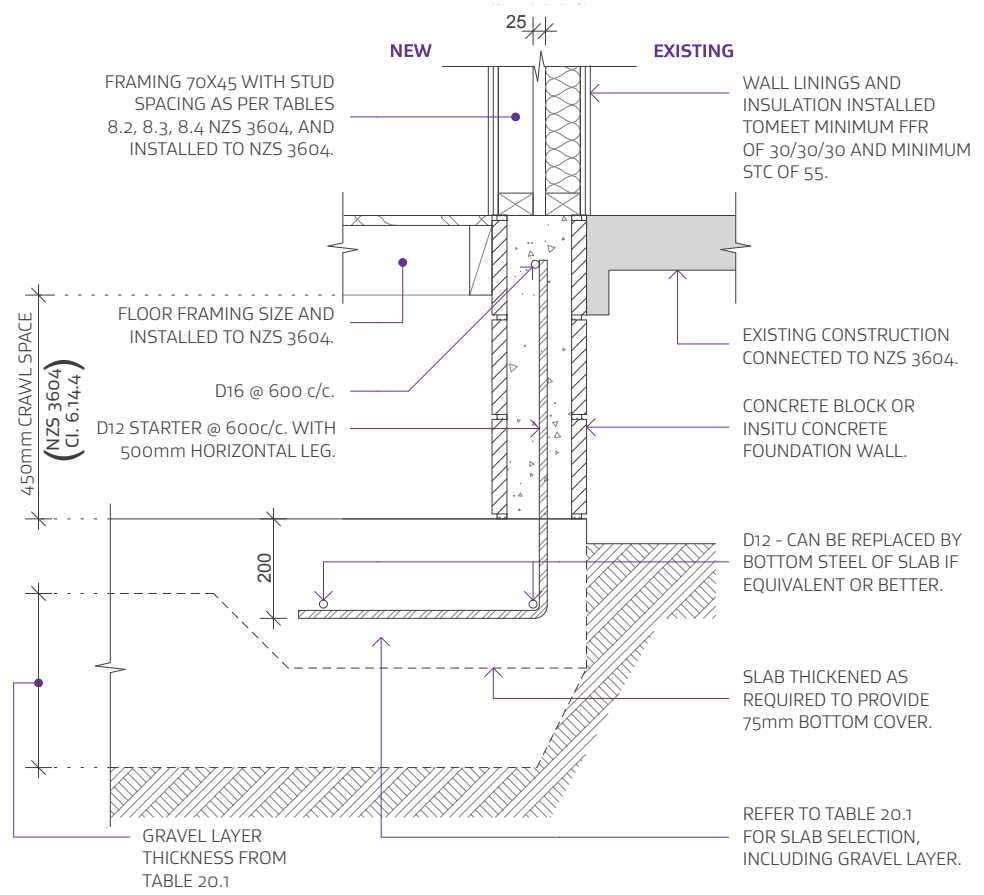 25
NEW
EXISTING
FRAMING 70X45 WITH STUD
SPACING AS PER TABLES
8.2, 8.3, 8.4 NZS 3604, AND
INSTALLED TO NZS 3604.
WALL LININGS AND
INSULATION INSTALLED
TOMEET MINIMUM FFR
OF 30/30/30 AND MINIMUM
STC OF 55.
FLOOR FRAMING SIZE AND
INSTALLED TO NZS 3604.
EXISTING CONSTRUCTION
CONNECTED TO NZS 3604.
450mm CRAWL SPACE
(NZS 3604
Cl. 6.14.4)
D16 @ 600 c/c.
D12 STARTER @ 600c/c. WITH
500mm HORIZONTAL LEG.
CONCRETE BLOCK OR
INSITU CONCRETE
FOUNDATION WALL.
200
D12 - CAN BE REPLACED BY
BOTTOM STEEL OF SLAB IF
EQUIVALENT OR BETTER.
SLAB THICKENED AS
REQUIRED TO PROVIDE
75mm BOTTOM COVER.
GRAVEL LAYER
THICKNESS FROM
TABLE 20.1
REFER TO TABLE 20.1
FOR SLAB SELECTION,
INCLUDING GRAVEL LAYER.